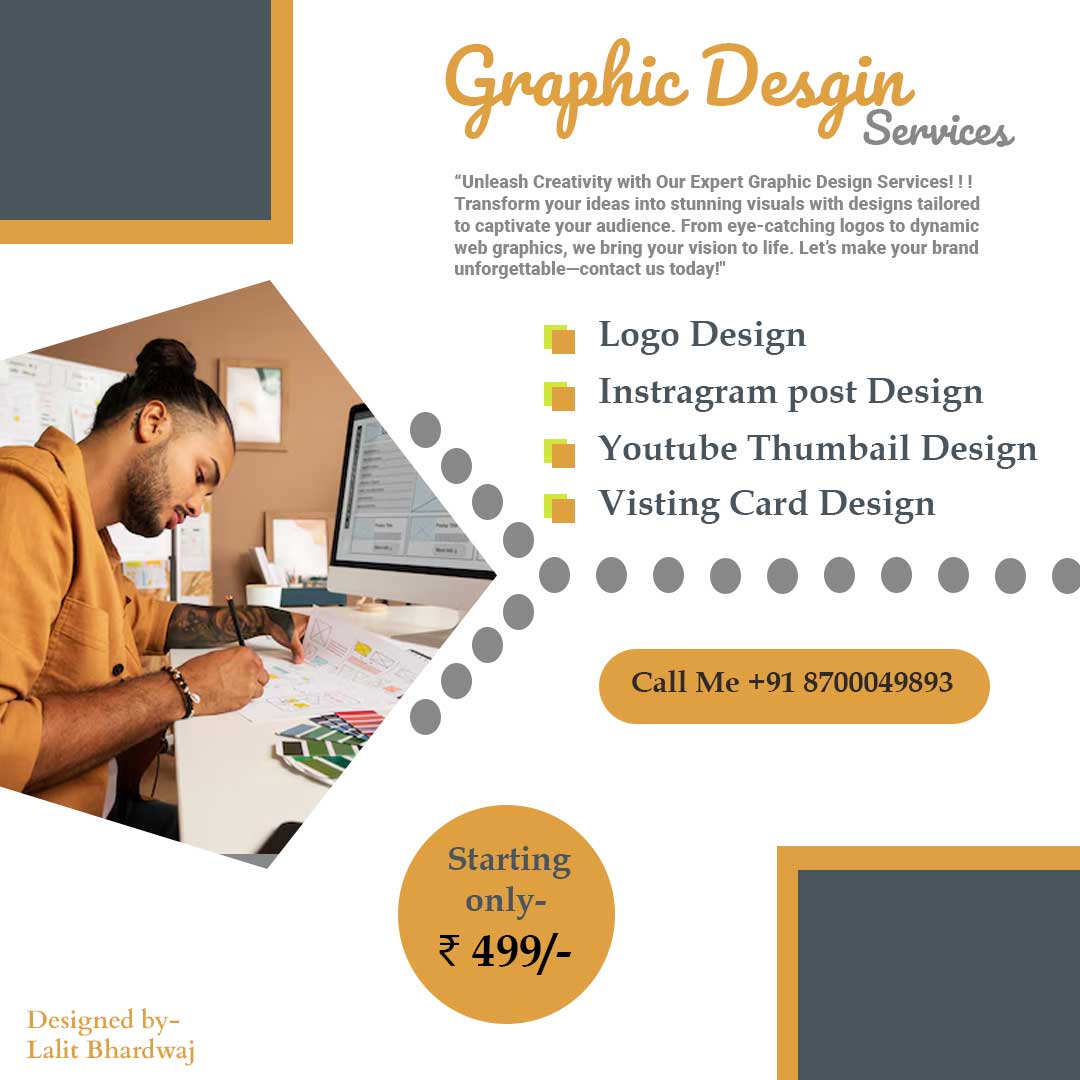 Graphic Desgin
Services
“Unleash Creativity with Our Expert Graphic Design Services! ! !
Transform your ideas into stunning visuals with designs tailored
to captivate your audience. From eye-catching logos to dynamic
web graphics, we bring your vision to life. Let’s make your brand
unforgettable—contact us today!"
Logo Design
Instragram post Design
Youtube Thumbail Design
Visting Card Design
Call Me +91 8700049893
Starting
only-
₹ 499/-
Designed by-
Lalit Bhardwaj